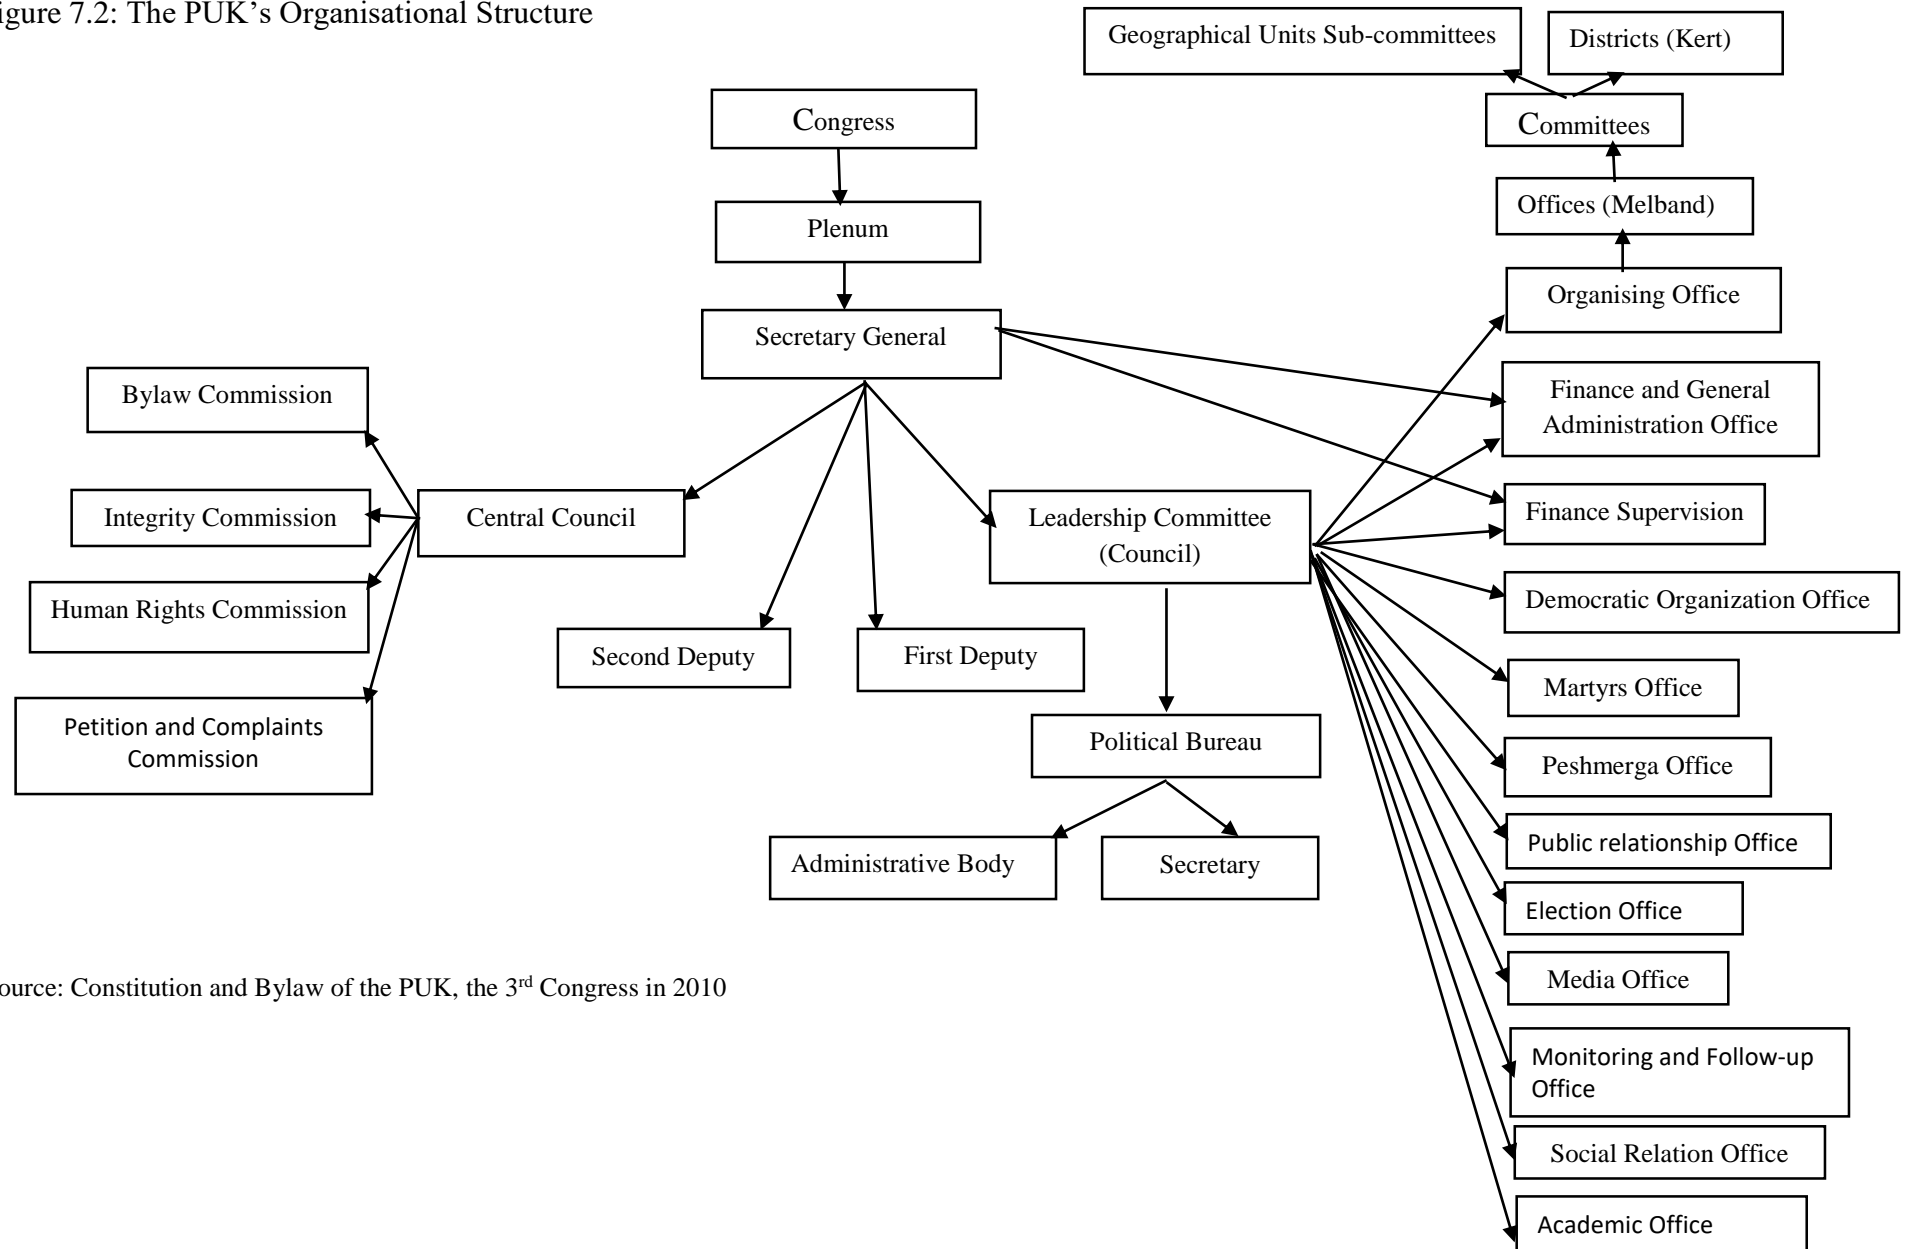 igure 7.2: The PUK’s Organisational Structure
Geographical Units Sub-committees
Districts (Kert)
Committees
Congress
Offices (Melband)
Plenum
Organising Office
Secretary General
Bylaw Commission
Finance and General
Administration Office
Integrity Commission
Central Council
Leadership Committee
(Council)
Finance Supervision
Human Rights Commission
Democratic Organization Office
Second Deputy
First Deputy
Martyrs Office
Petition and Complaints
Commission
Political Bureau
Peshmerga Office
Public relationship Office
Administrative Body
Secretary
Election Office
Media Office
ource: Constitution and Bylaw of the PUK, the 3rd Congress in 2010
Monitoring and Follow-up
Office
Social Relation Office
Academic Office